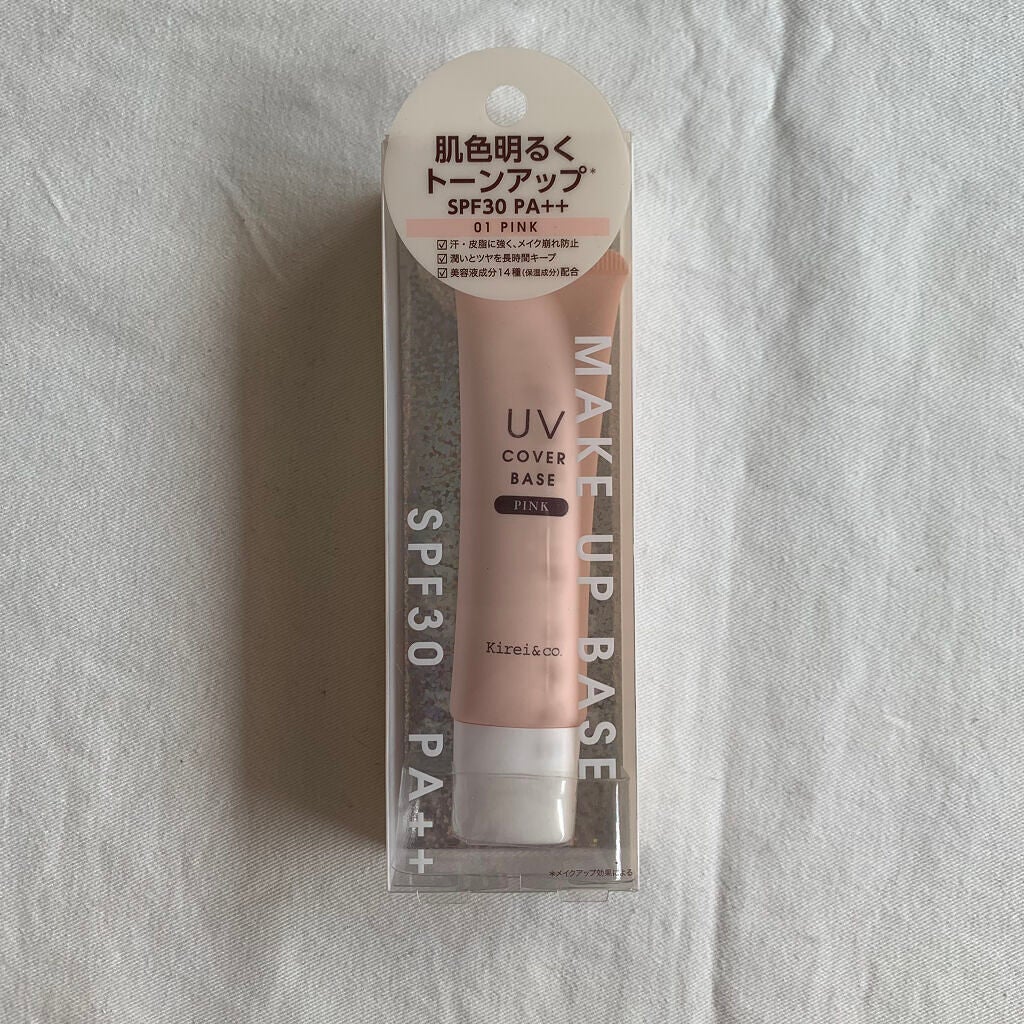 肌色明るく
トーンアップ*
SPF30 PA++
01 PINK
☑汗・皮脂に強く、メイク崩れ防止
☑潤いとツヤを長時間キープ
☑美容液成分14種(保湿成分)配合
UV
COVER
BASE
PINK
Kirei&co.
MAKE UP BASE
SPF30 PA++
*メイクアップ効果による